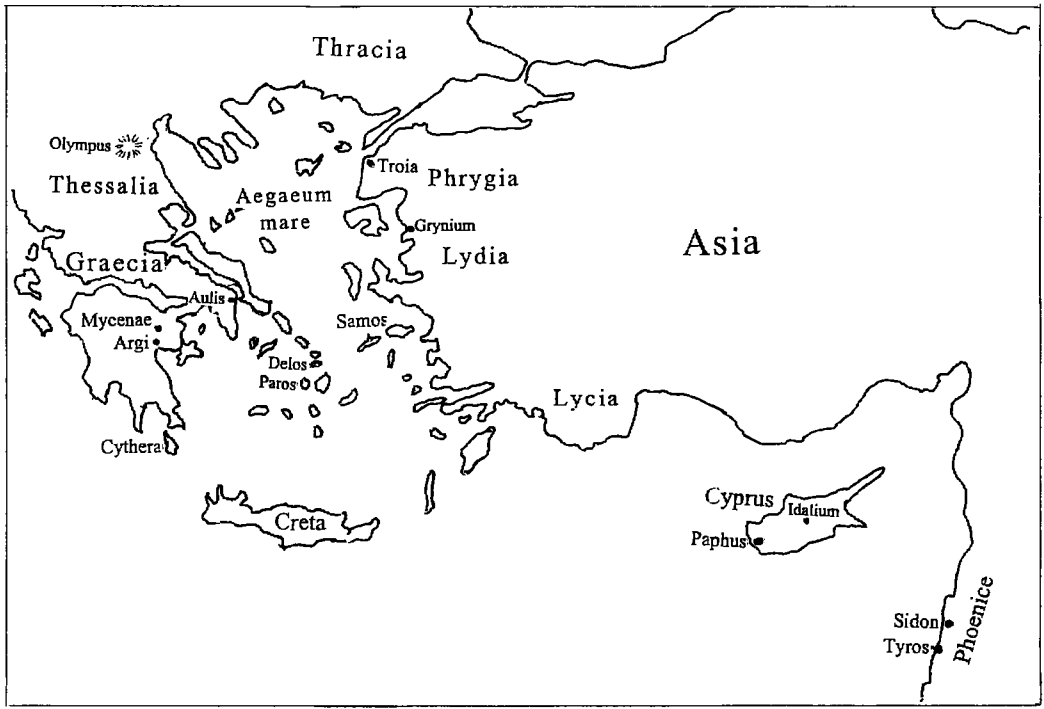 Thracia
Olympus
Troia
Thessalia
Phrygia
Aegaeum
mare
Grynium
Asia
Lydia
Graecia
Aulis
Mycenae
Samos
Argi
Delos
Paros
Lycia
Cythera
Cyprus
Idalium
Creta
Paphus
Phoenice
Sidon
Tyros